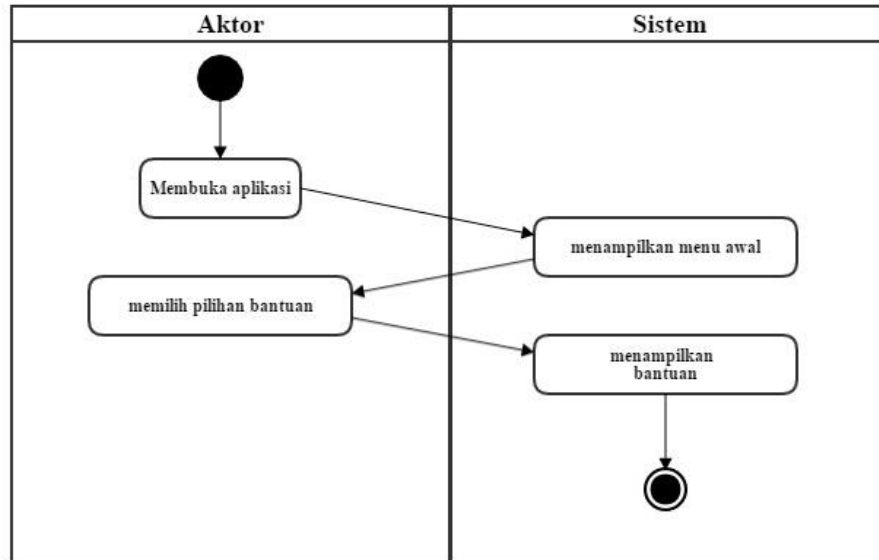 Aktor
Sistem
Membuka aplikasi
menampilkan menu awal
memilih pilihan bantuan
menampilkan
bantuan